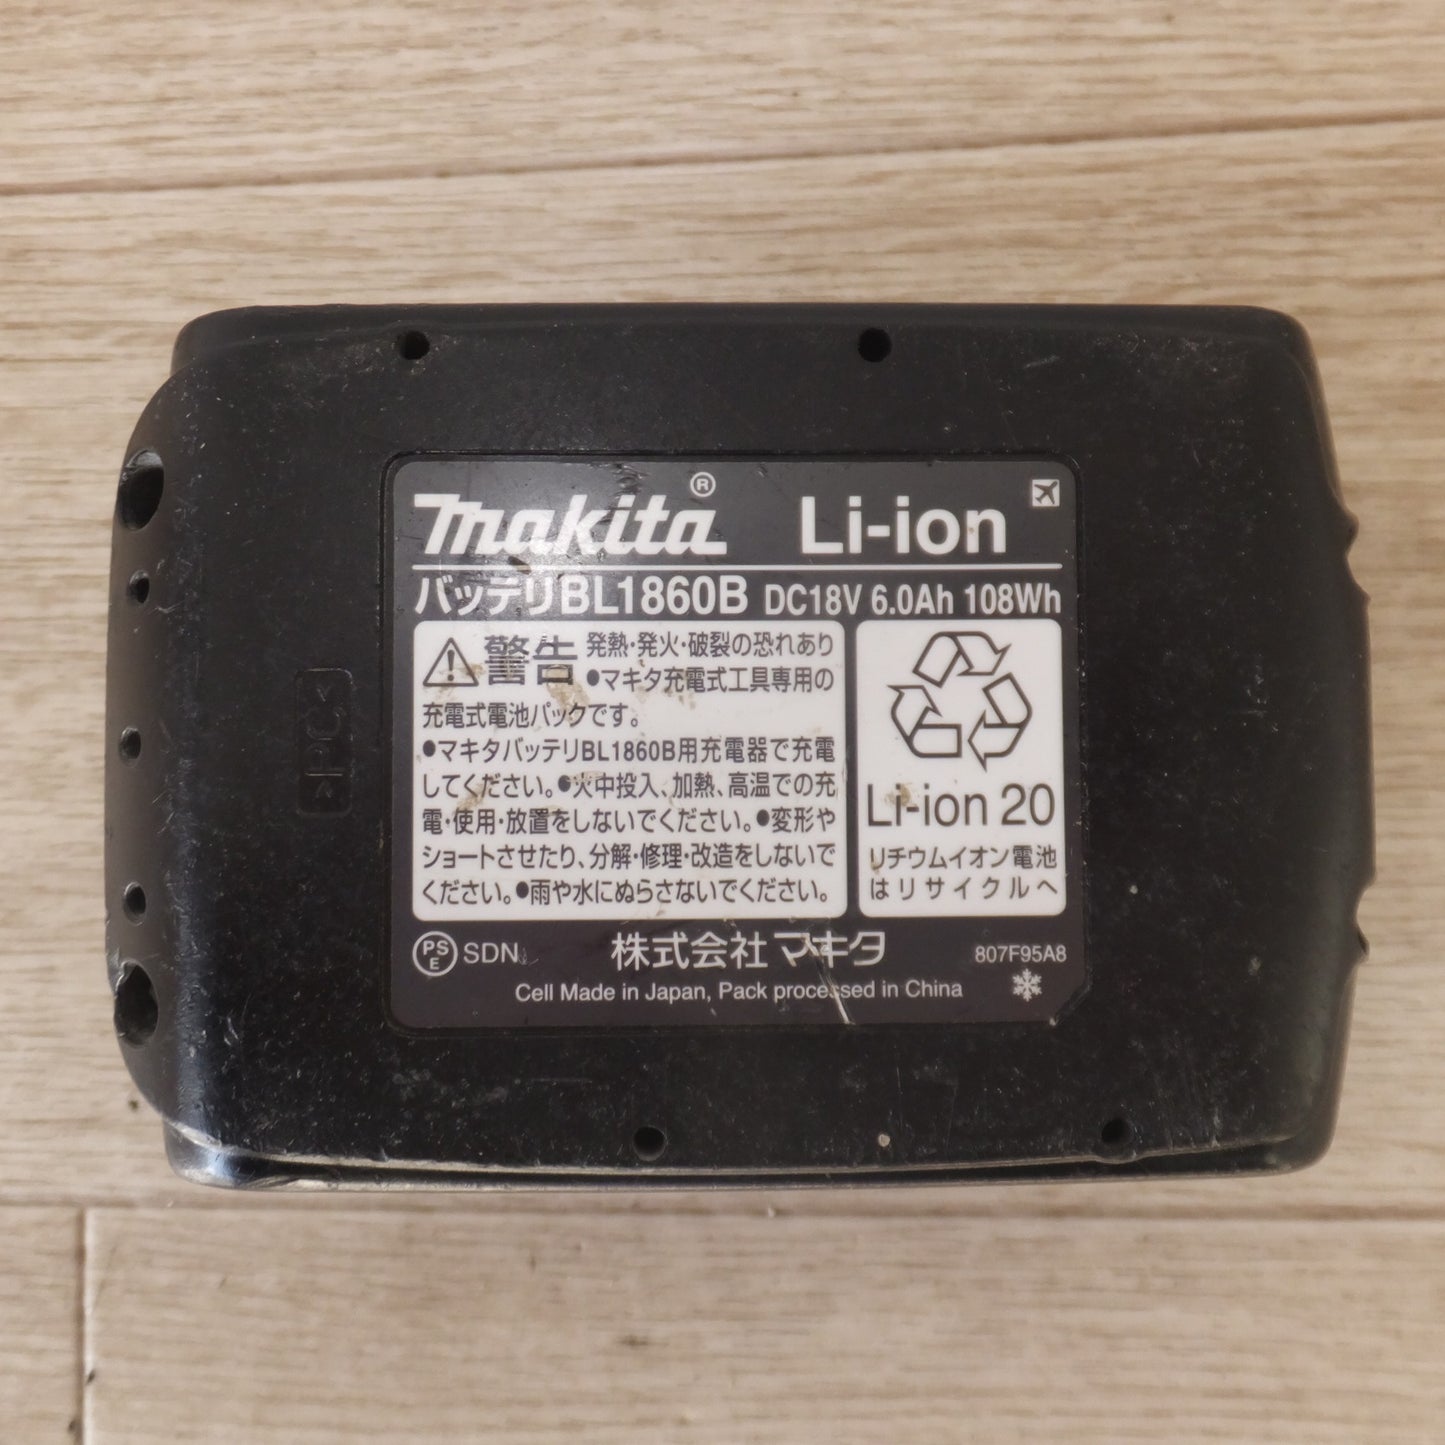 makita®
Li-ion
バッテリBL1860B DC18V 6.0Ah 108Wh
警告 発熱・発火・破裂の恐れあり
●マキタ充電式工具専用の
充電式電池パックです。
●マキタバッテリBL1860B用充電器で充電
してください。●火中投入、加熱、高温での充
電・使用・放置をしないでください。●変形や
ショートさせたり、分解・修理・改造をしないで
ください。●雨や水にぬらさないでください。
Li-ion 20
リチウムイオン電池
はリサイクルへ
PSE SDN
株式会社マキタ
807F95A8
Cell Made in Japan, Pack processed in China
>PC<